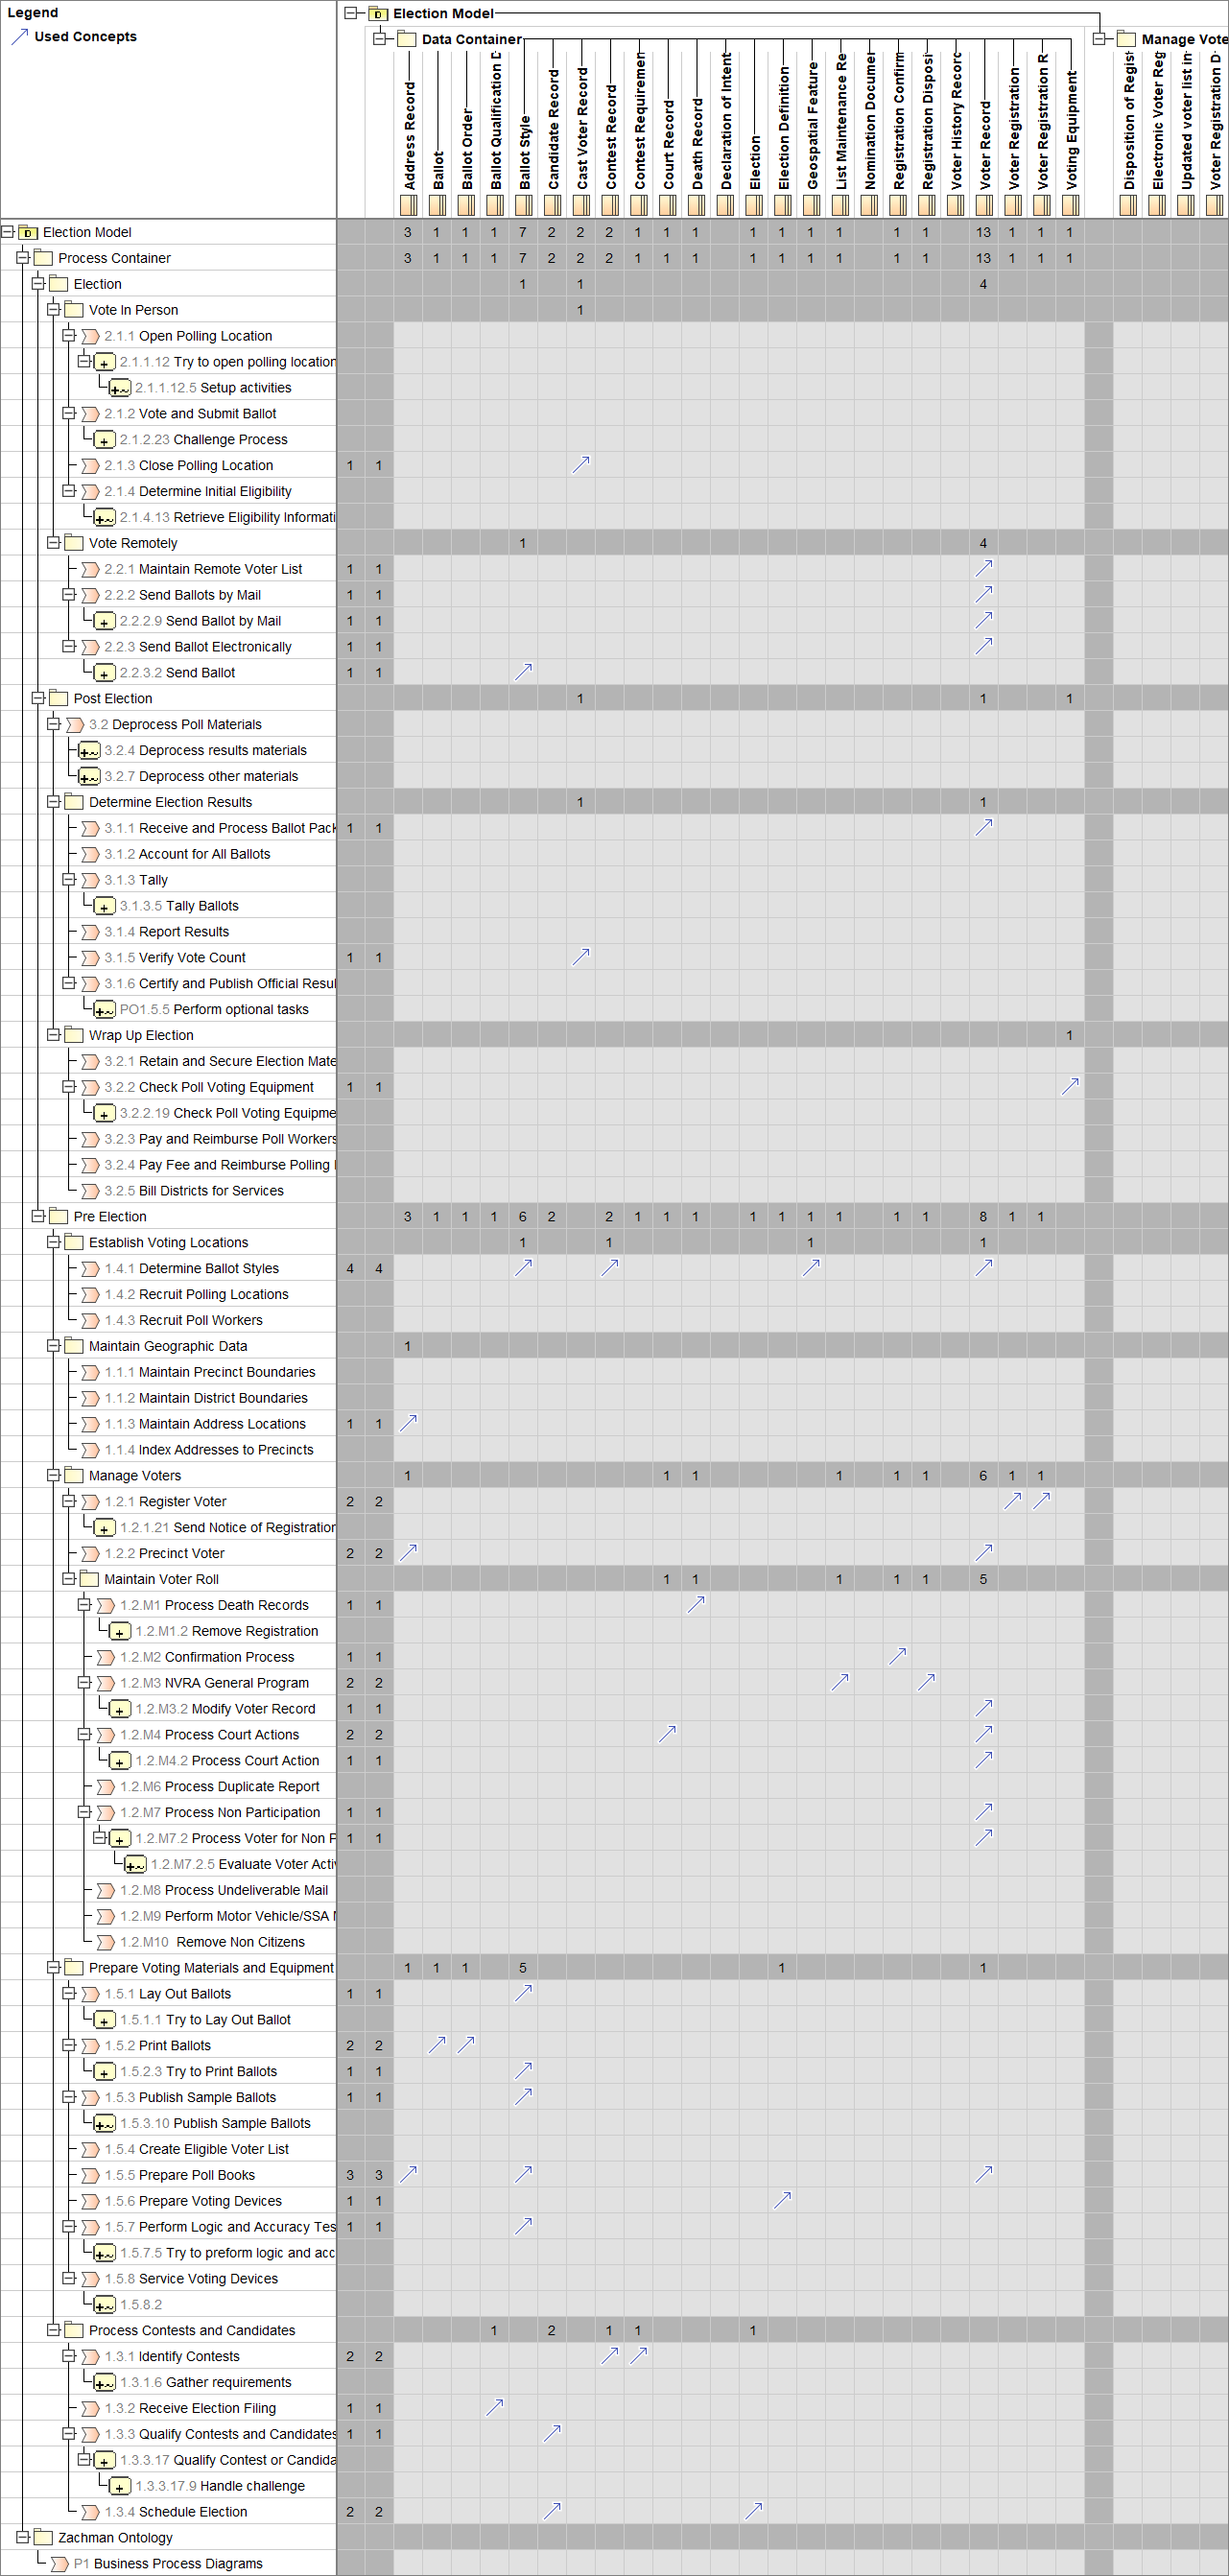 Legend
Used Concepts
Election Model
Data Container
Manage Vote
Address Record
Ballot
Ballot Order
Ballot Qualification D
Ballot Style
Candidate Record
Cast Voter Record
Contest Record
Contest Requiremen
Court Record
Death Record
Declaration of Intent
Election
Election Definition
Geospatial Feature
List Maintenance Re
Nomination Documen
Registration Confirm
Registration Disposi
Voter History Record
Voter Record
Voter Registration
Voter Registration R
Voting Equipment
Disposition of Regist
Electronic Voter Reg
Updated voter list in
Voter Registration D
Election Model 3 1 1 1 7 2 2 2 1 1 1 1 1 1 1 1 1 13 1 1 1
Process Container 3 1 1 1 7 2 2 2 1 1 1 1 1 1 1 1 1 13 1 1 1
Election 1 1 4
Vote In Person 1
2.1.1 Open Polling Location
2.1.1.12 Try to open polling location
2.1.1.12.5 Setup activities
2.1.2 Vote and Submit Ballot
2.1.2.23 Challenge Process
2.1.3 Close Polling Location 1 1
2.1.4 Determine Initial Eligibility
2.1.4.13 Retrieve Eligibility Informati
Vote Remotely 1 4
2.2.1 Maintain Remote Voter List 1 1
2.2.2 Send Ballots by Mail 1 1
2.2.2.9 Send Ballot by Mail 1 1
2.2.3 Send Ballot Electronically 1 1
2.2.3.2 Send Ballot 1 1
Post Election 1 1 1
3.2 Deprocess Poll Materials
3.2.4 Deprocess results materials
3.2.7 Deprocess other materials
Determine Election Results 1 1
3.1.1 Receive and Process Ballot Pack 1 1
3.1.2 Account for All Ballots
3.1.3 Tally
3.1.3.5 Tally Ballots
3.1.4 Report Results
3.1.5 Verify Vote Count 1 1
3.1.6 Certify and Publish Official Resul
PO1.5.5 Perform optional tasks
Wrap Up Election 1
3.2.1 Retain and Secure Election Mate
3.2.2 Check Poll Voting Equipment 1 1
3.2.2.19 Check Poll Voting Equipme
3.2.3 Pay and Reimburse Poll Workers
3.2.4 Pay Fee and Reimburse Polling
3.2.5 Bill Districts for Services
Pre Election 3 1 1 1 6 2 2 1 1 1 1 1 1 1 1 1 8 1 1
Establish Voting Locations 1 1 1 1
1.4.1 Determine Ballot Styles 4 4
1.4.2 Recruit Polling Locations
1.4.3 Recruit Poll Workers
Maintain Geographic Data 1
1.1.1 Maintain Precinct Boundaries
1.1.2 Maintain District Boundaries
1.1.3 Maintain Address Locations 1 1
1.1.4 Index Addresses to Precincts
Manage Voters 1 1 1 1 1 1 6 1 1
1.2.1 Register Voter 2 2
1.2.1.21 Send Notice of Registration
1.2.2 Precinct Voter 2 2
Maintain Voter Roll 1 1 1 1 1 5
1.2.M1 Process Death Records 1 1
1.2.M1.2 Remove Registration
1.2.M2 Confirmation Process 1 1
1.2.M3 NVRA General Program 2 2
1.2.M3.2 Modify Voter Record 1 1
1.2.M4 Process Court Actions 2 2
1.2.M4.2 Process Court Action 1 1
1.2.M6 Process Duplicate Report
1.2.M7 Process Non Participation 1 1
1.2.M7.2 Process Voter for Non P 1 1
1.2.M7.2.5 Evaluate Voter Activ
1.2.M8 Process Undeliverable Mail
1.2.M9 Perform Motor Vehicle/SSA
1.2.M10 Remove Non Citizens
Prepare Voting Materials and Equipment 1 1 1 5 1 1
1.5.1 Lay Out Ballots 1 1
1.5.1.1 Try to Lay Out Ballot
1.5.2 Print Ballots 2 2
1.5.2.3 Try to Print Ballots 1 1
1.5.3 Publish Sample Ballots 1 1
1.5.3.10 Publish Sample Ballots
1.5.4 Create Eligible Voter List
1.5.5 Prepare Poll Books 3 3
1.5.6 Prepare Voting Devices 1 1
1.5.7 Perform Logic and Accuracy Tes 1 1
1.5.7.5 Try to preform logic and acc
1.5.8 Service Voting Devices
1.5.8.2
Process Contests and Candidates 1 2 1 1 1
1.3.1 Identify Contests 2 2
1.3.1.6 Gather requirements
1.3.2 Receive Election Filing 1 1
1.3.3 Qualify Contests and Candidates 1 1
1.3.3.17 Qualify Contest or Candida
1.3.3.17.9 Handle challenge
1.3.4 Schedule Election 2 2
Zachman Ontology
P1 Business Process Diagrams